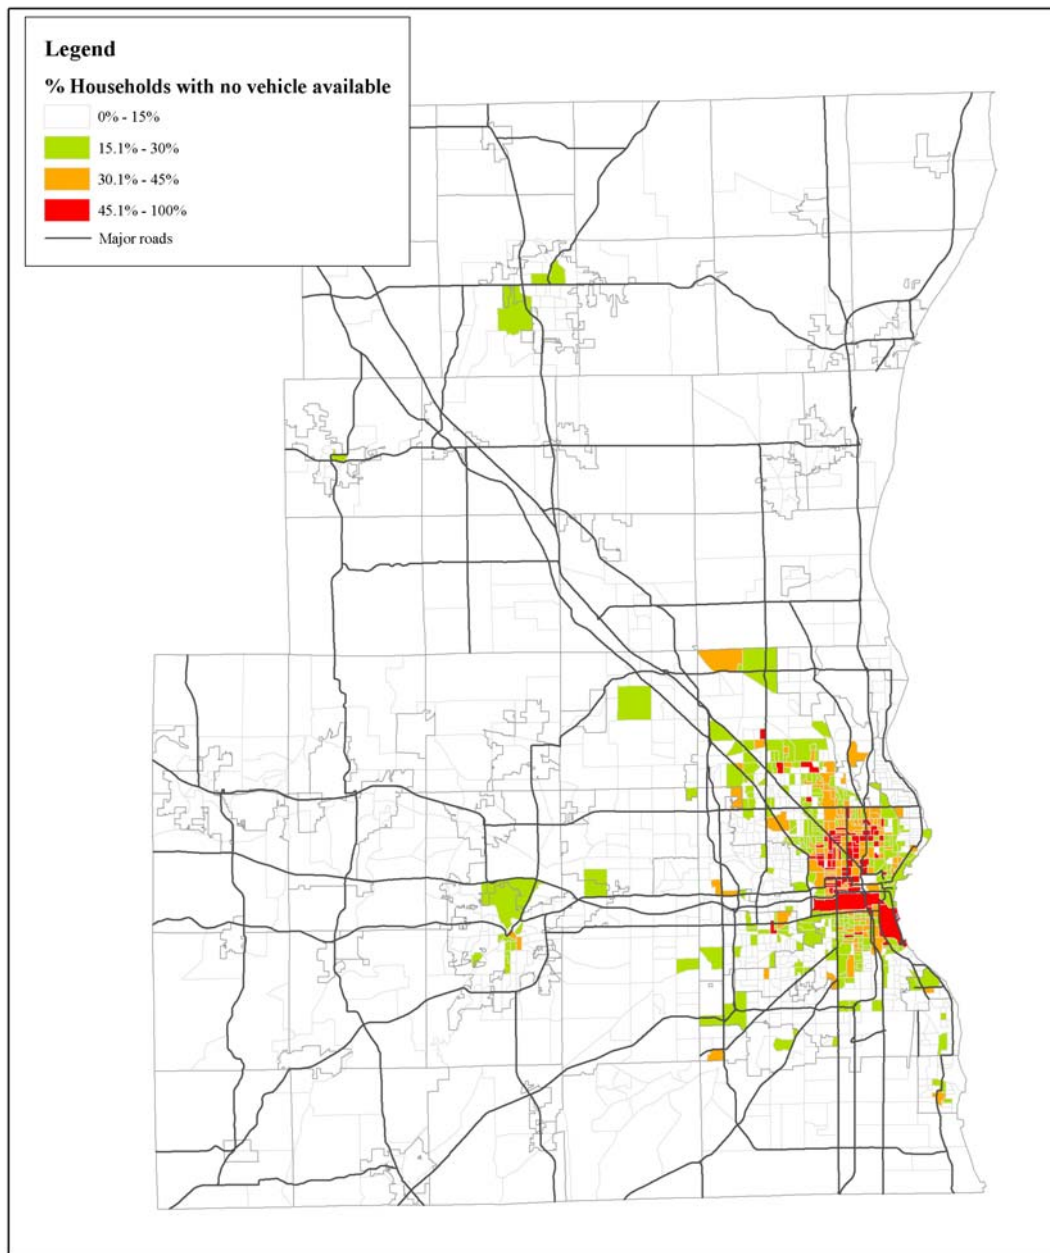 Legend
% Households with no vehicle available
0% - 15%
15.1% - 30%
30.1% - 45%
45.1% - 100%
Major roads